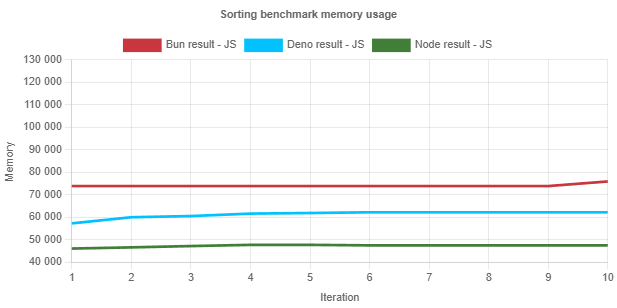 Sorting benchmark memory usage
Bun result - JS Deno result - JS Node result - JS
130 000
120 000
110 000
100 000
90 000
80 000
70 000
60 000
50 000
40 000
Memory
1 2 3 4 5 6 7 8 9 10
Iteration